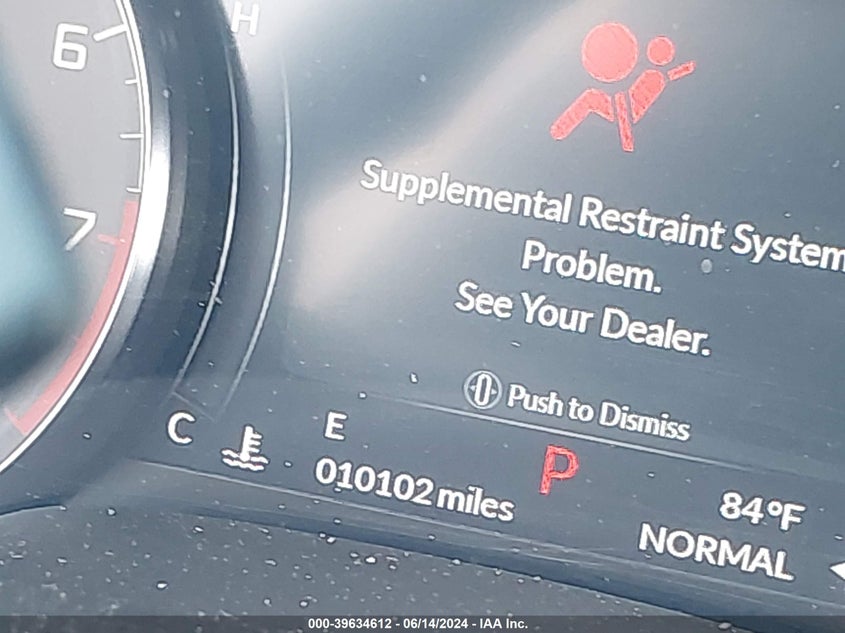 6
H
7
Supplemental Restraint System
Problem.
See Your Dealer.
Push to Dismiss
C
E
P
010102 miles
84°F
NORMAL
000-39634612 - 06/14/2024 - IAA Inc.